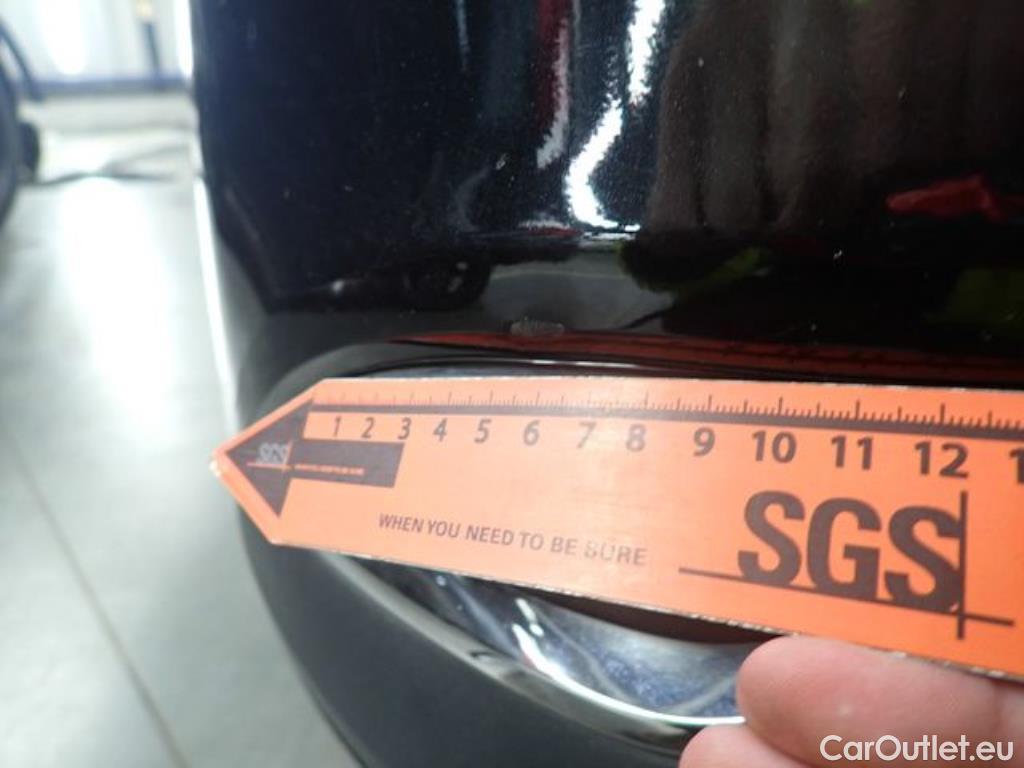 1 2 3 4 5 6 7 8 9 10 11 12
SGS
WHEN YOU NEED TO BE SURE
SGS
CarOutlet.eu